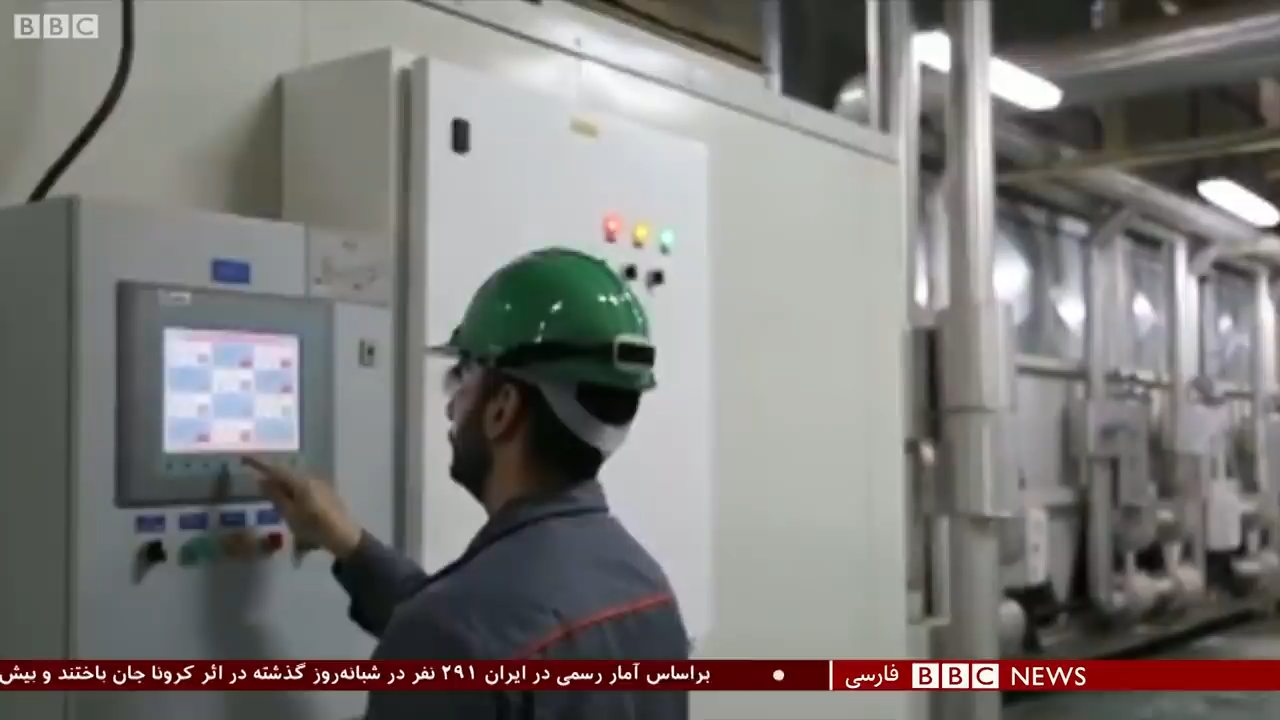 BBC
براساس آمار رسمی در ایران ۲۹۱ نفر در شبانه‌روز گذشته در اثر کرونا جان باختند و بیش
فارسی BBC NEWS